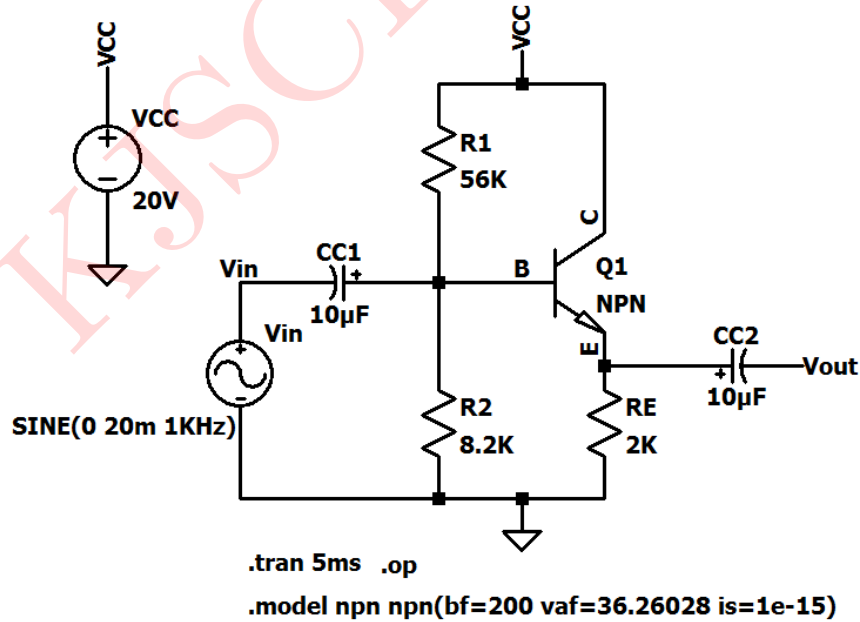 VCC
VCC
VCC
20V
R1
56K
C
CC1
Vin
B
Q1
10µF
NPN
Vin
E
CC2
Vout
10µF
R2
8.2K
RE
2K
SINE(0 20m 1KHz)
.tran 5ms .op
.model npn npn(bf=200 vaf=36.26028 is=1e-15)